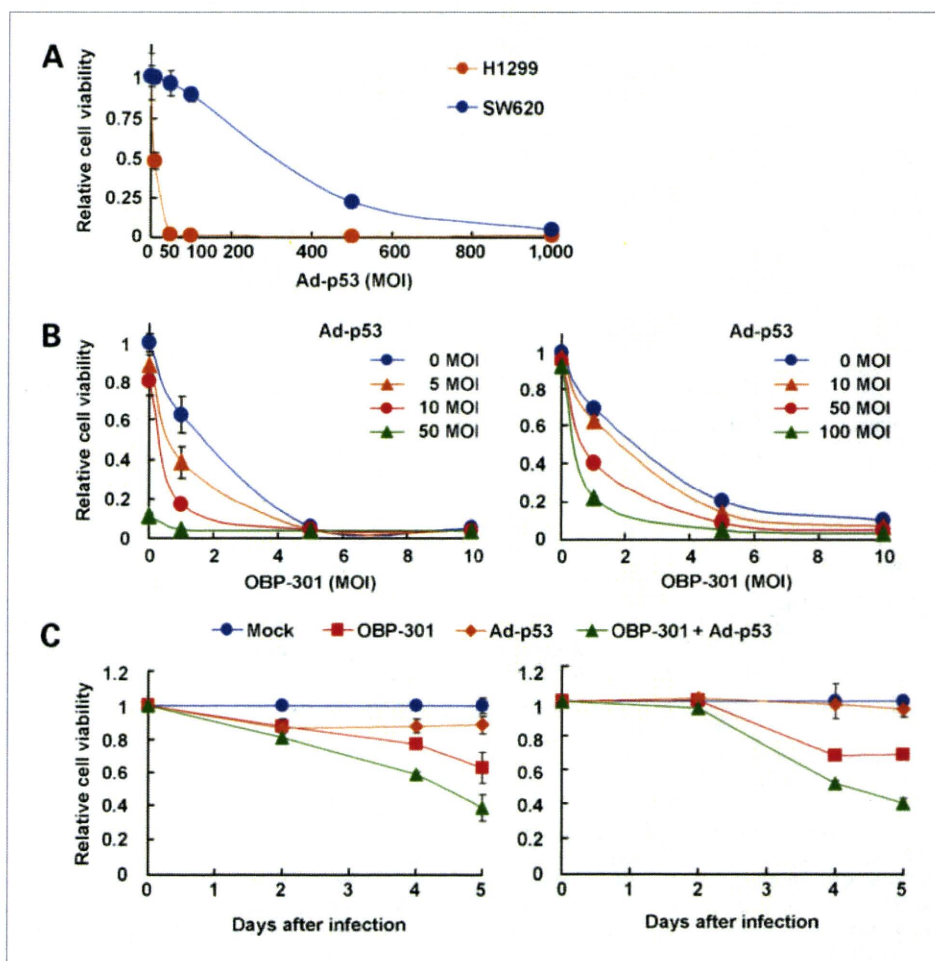 A
Relative cell viability
1
0.75
0.5
0.25
0
H1299
SW620
0 50 100 200 400 600 800 1,000
Ad-p53 (MOI)
B
Relative cell viability
1
0.8
0.6
0.4
0.2
0
Ad-p53
0 MOI
5 MOI
10 MOI
50 MOI
0 2 4 6 8 10
OBP-301 (MOI)
1
0.8
0.6
0.4
0.2
0
Ad-p53
0 MOI
10 MOI
50 MOI
100 MOI
0 2 4 6 8 10
OBP-301 (MOI)
C
Mock OBP-301 Ad-p53 OBP-301 + Ad-p53
Relative cell viability
1.2
1
0.8
0.6
0.4
0.2
0
0 1 2 3 4 5
Days after infection
1.2
1
0.8
0.6
0.4
0.2
0
0 1 2 3 4 5
Days after infection